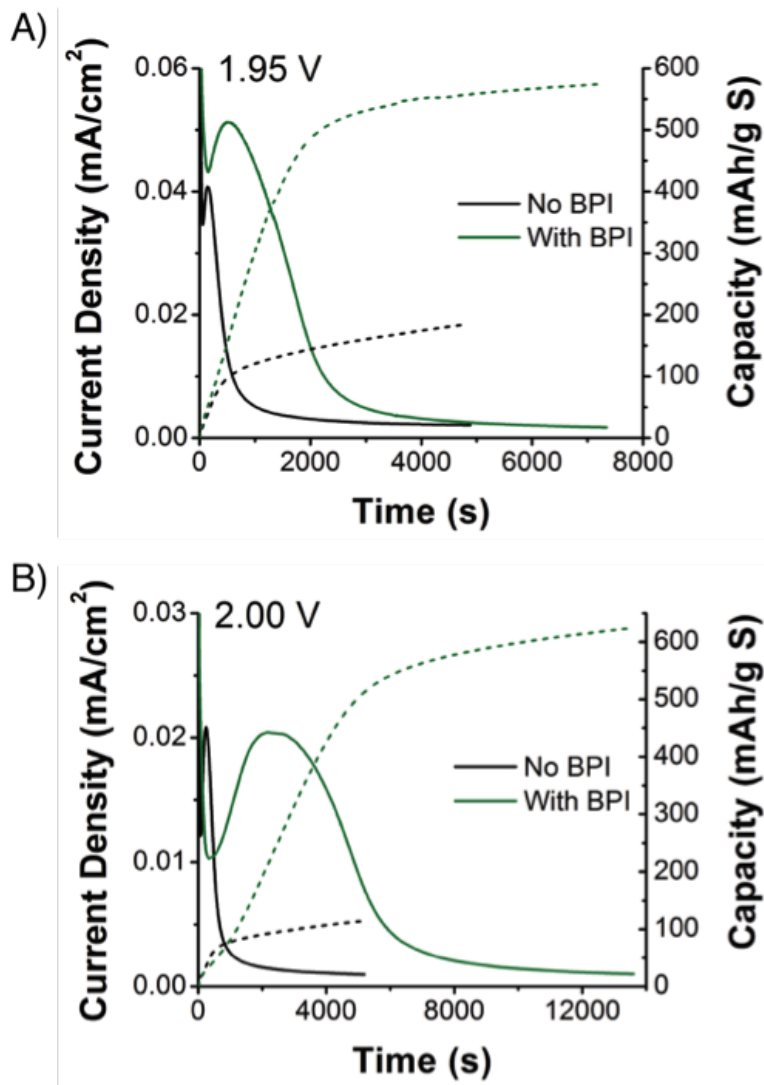 A)
1.95 V
Current Density (mA/cm²)
0.06
0.04
0.02
0.00
No BPI
With BPI
600
500
400
300
200
100
0
Capacity (mAh/g S)
0 2000 4000 6000 8000
Time (s)
B)
2.00 V
Current Density (mA/cm²)
0.03
0.02
0.01
0.00
No BPI
With BPI
600
500
400
300
200
100
0
Capacity (mAh/g S)
0 4000 8000 12000
Time (s)